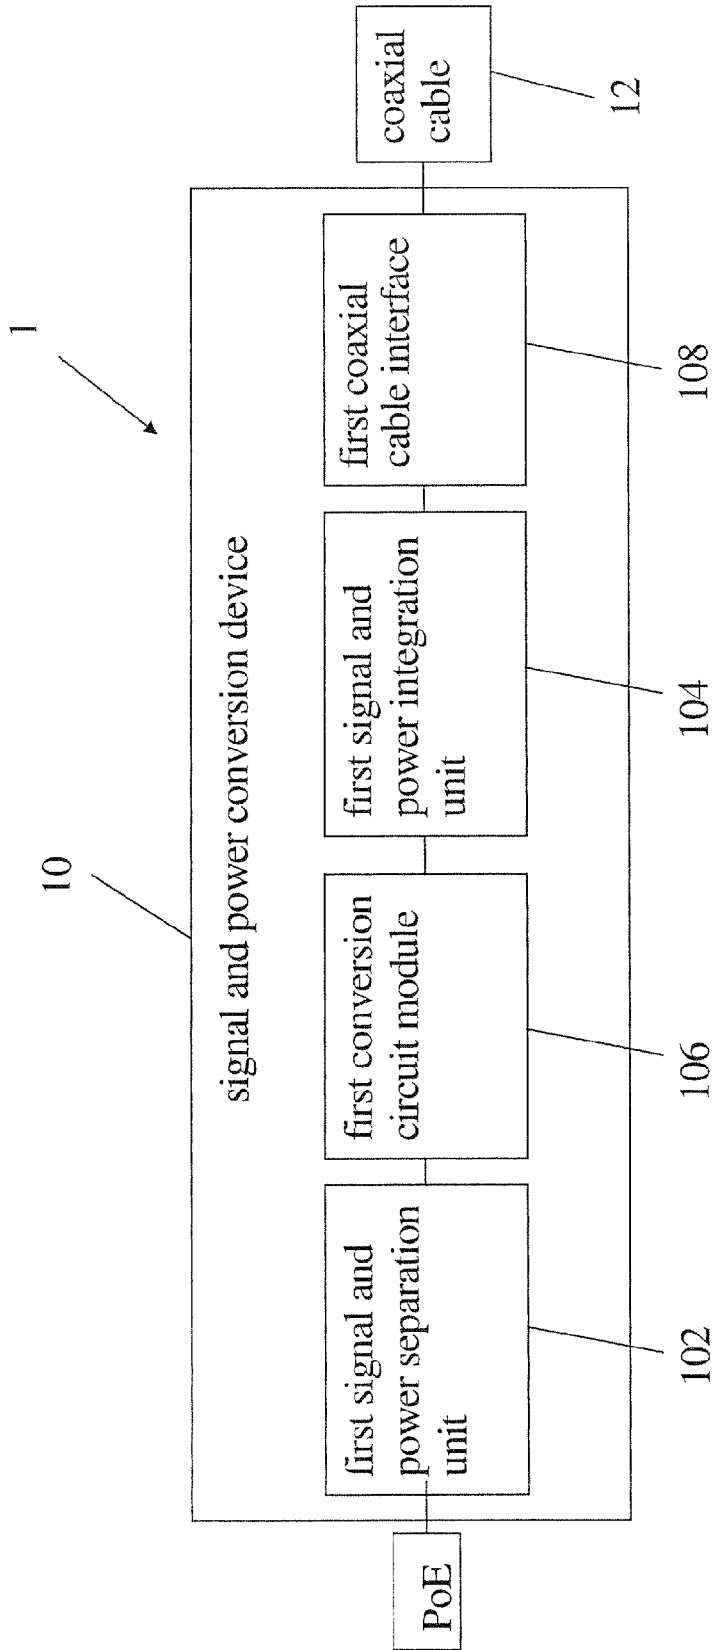 1
10
signal and power conversion device
PoE
first signal and
power separation
unit
first conversion
circuit module
first signal and
power integration
unit
first coaxial
cable interface
coaxial
cable
102
106
104
108
12